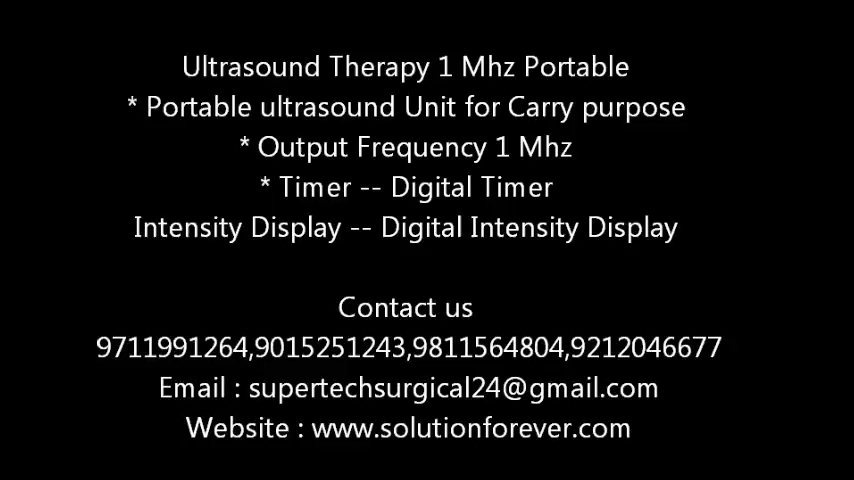 Ultrasound Therapy 1 Mhz Portable
* Portable ultrasound Unit for Carry purpose
* Output Frequency 1 Mhz
* Timer -- Digital Timer
Intensity Display -- Digital Intensity Display
Contact us
9711991264,9015251243,9811564804,9212046677
Email : supertechsurgical24@gmail.com
Website : www.solutionforever.com